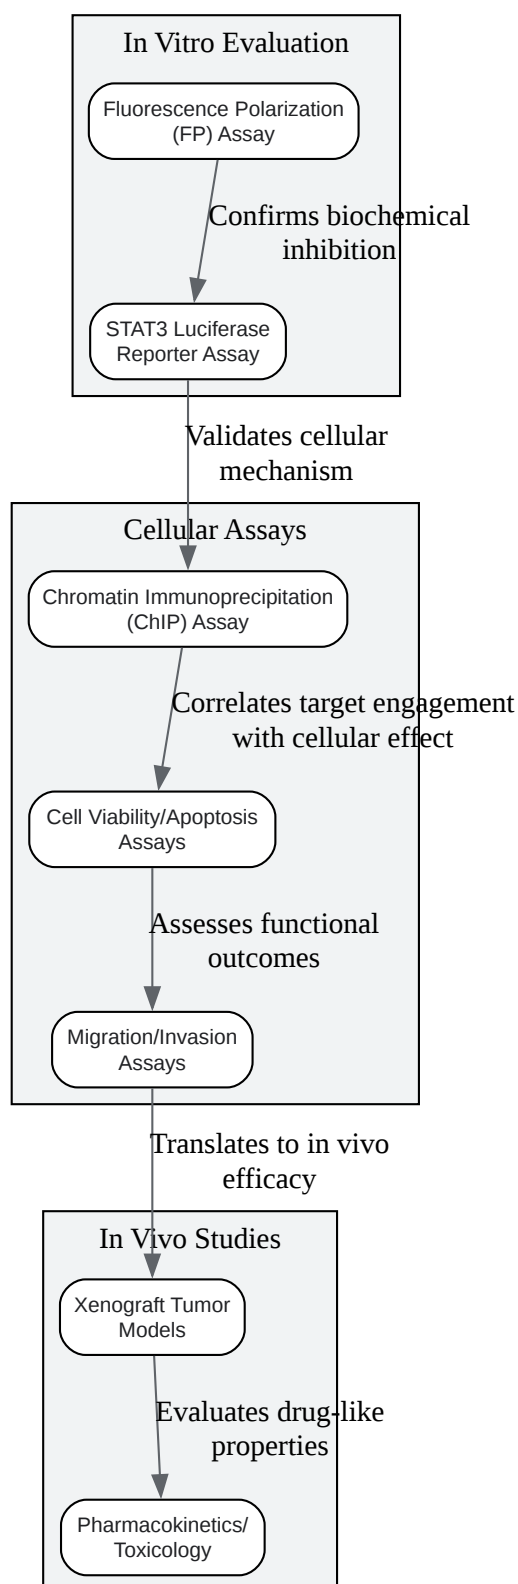 In Vitro Evaluation
Fluorescence Polarization
(FP) Assay
Confirms biochemical
inhibition
STAT3 Luciferase
Reporter Assay
Validates cellular
mechanism
Cellular Assays
Chromatin Immunoprecipitation
(ChIP) Assay
Correlates target engagement
with cellular effect
Cell Viability/Apoptosis
Assays
Assesses functional
outcomes
Migration/Invasion
Assays
Translates to in vivo
efficacy
In Vivo Studies
Xenograft Tumor
Models
Evaluates drug-like
properties
Pharmacokinetics/
Toxicology